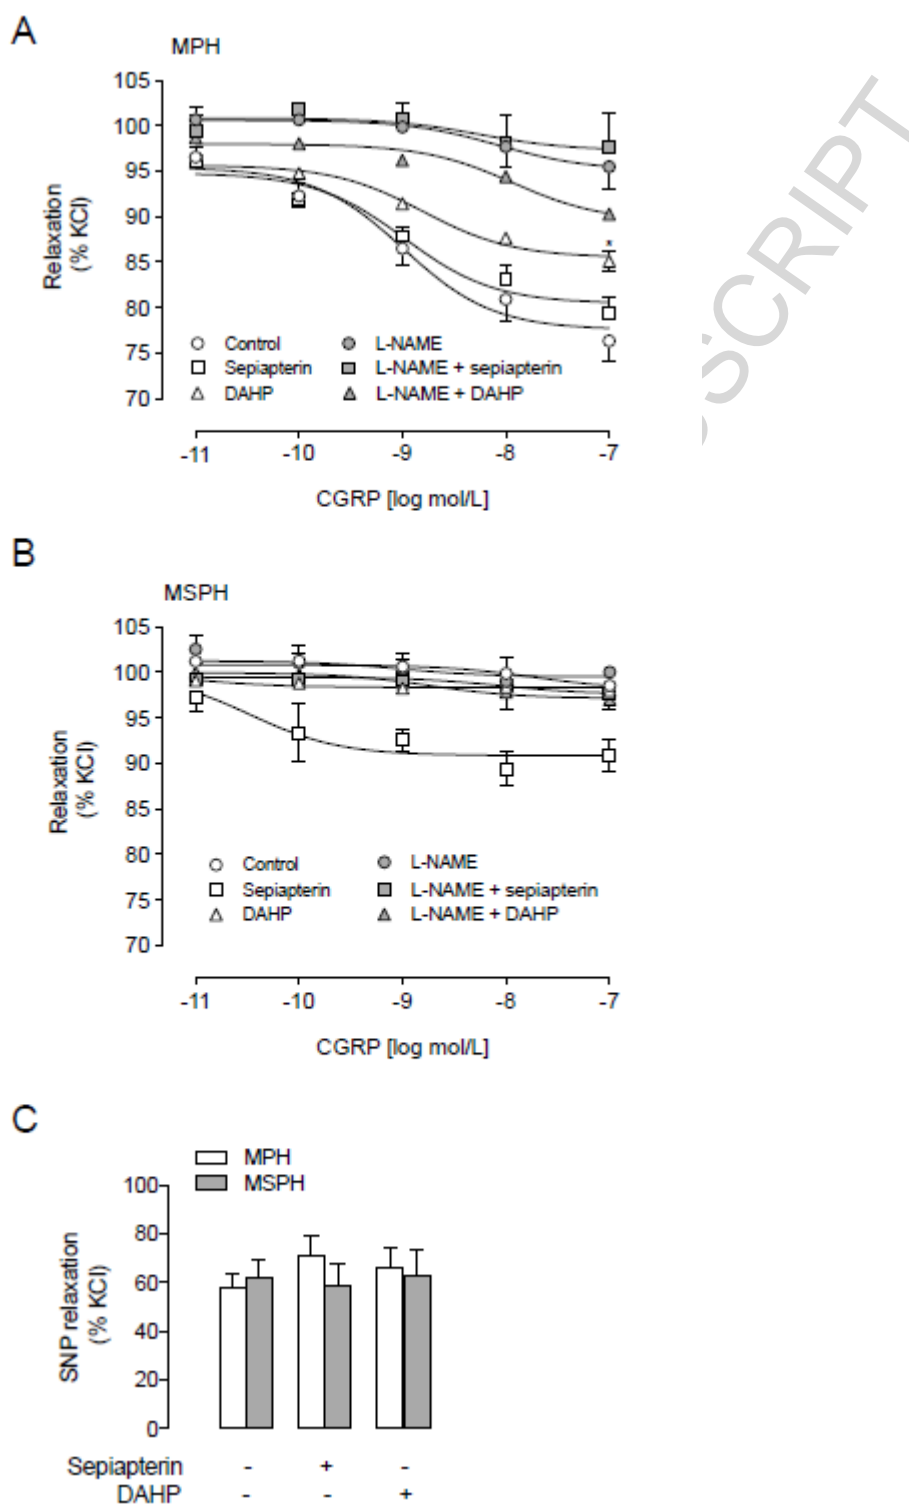 A
MPH
105
100
95
90
85
80
75
70
Relaxation
(% KCl)
*
Control
Sepiapterin
DAHP
L-NAME
L-NAME + sepiapterin
L-NAME + DAHP
-11 -10 -9 -8 -7
CGRP [log mol/L]
SCRIPT
B
MSPH
105
100
95
90
85
80
75
70
Relaxation
(% KCl)
Control
Sepiapterin
DAHP
L-NAME
L-NAME + sepiapterin
L-NAME + DAHP
-11 -10 -9 -8 -7
CGRP [log mol/L]
C
MPH
MSPH
100
80
60
40
20
0
SNP relaxation
(% KCl)
Sepiapterin - + -
DAHP - - +